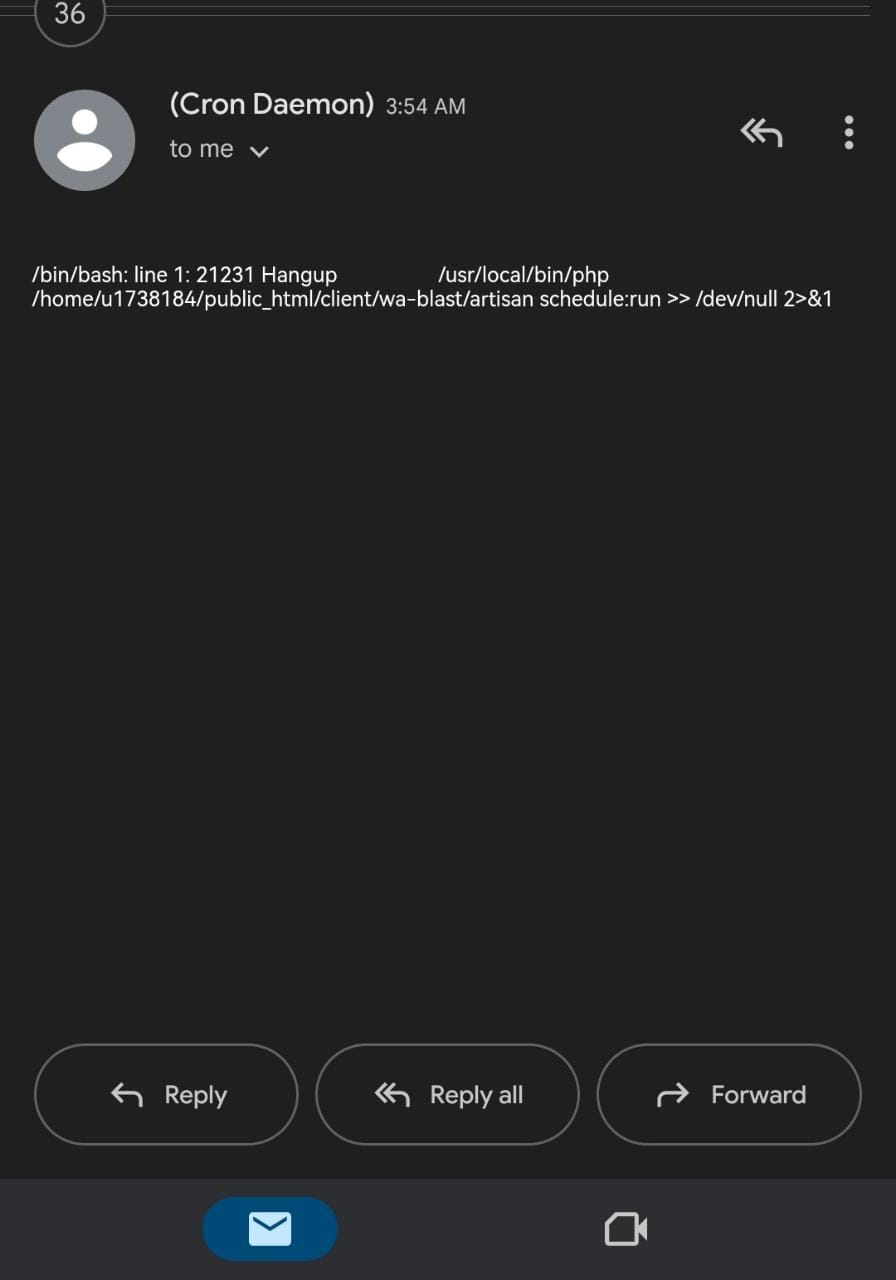 36
(Cron Daemon) 3:54 AM
to me
/bin/bash: line 1: 21231 Hangup /usr/local/bin/php
/home/u1738184/public_html/client/wa-blast/artisan schedule:run >> /dev/null 2>&1
Reply Reply all Forward